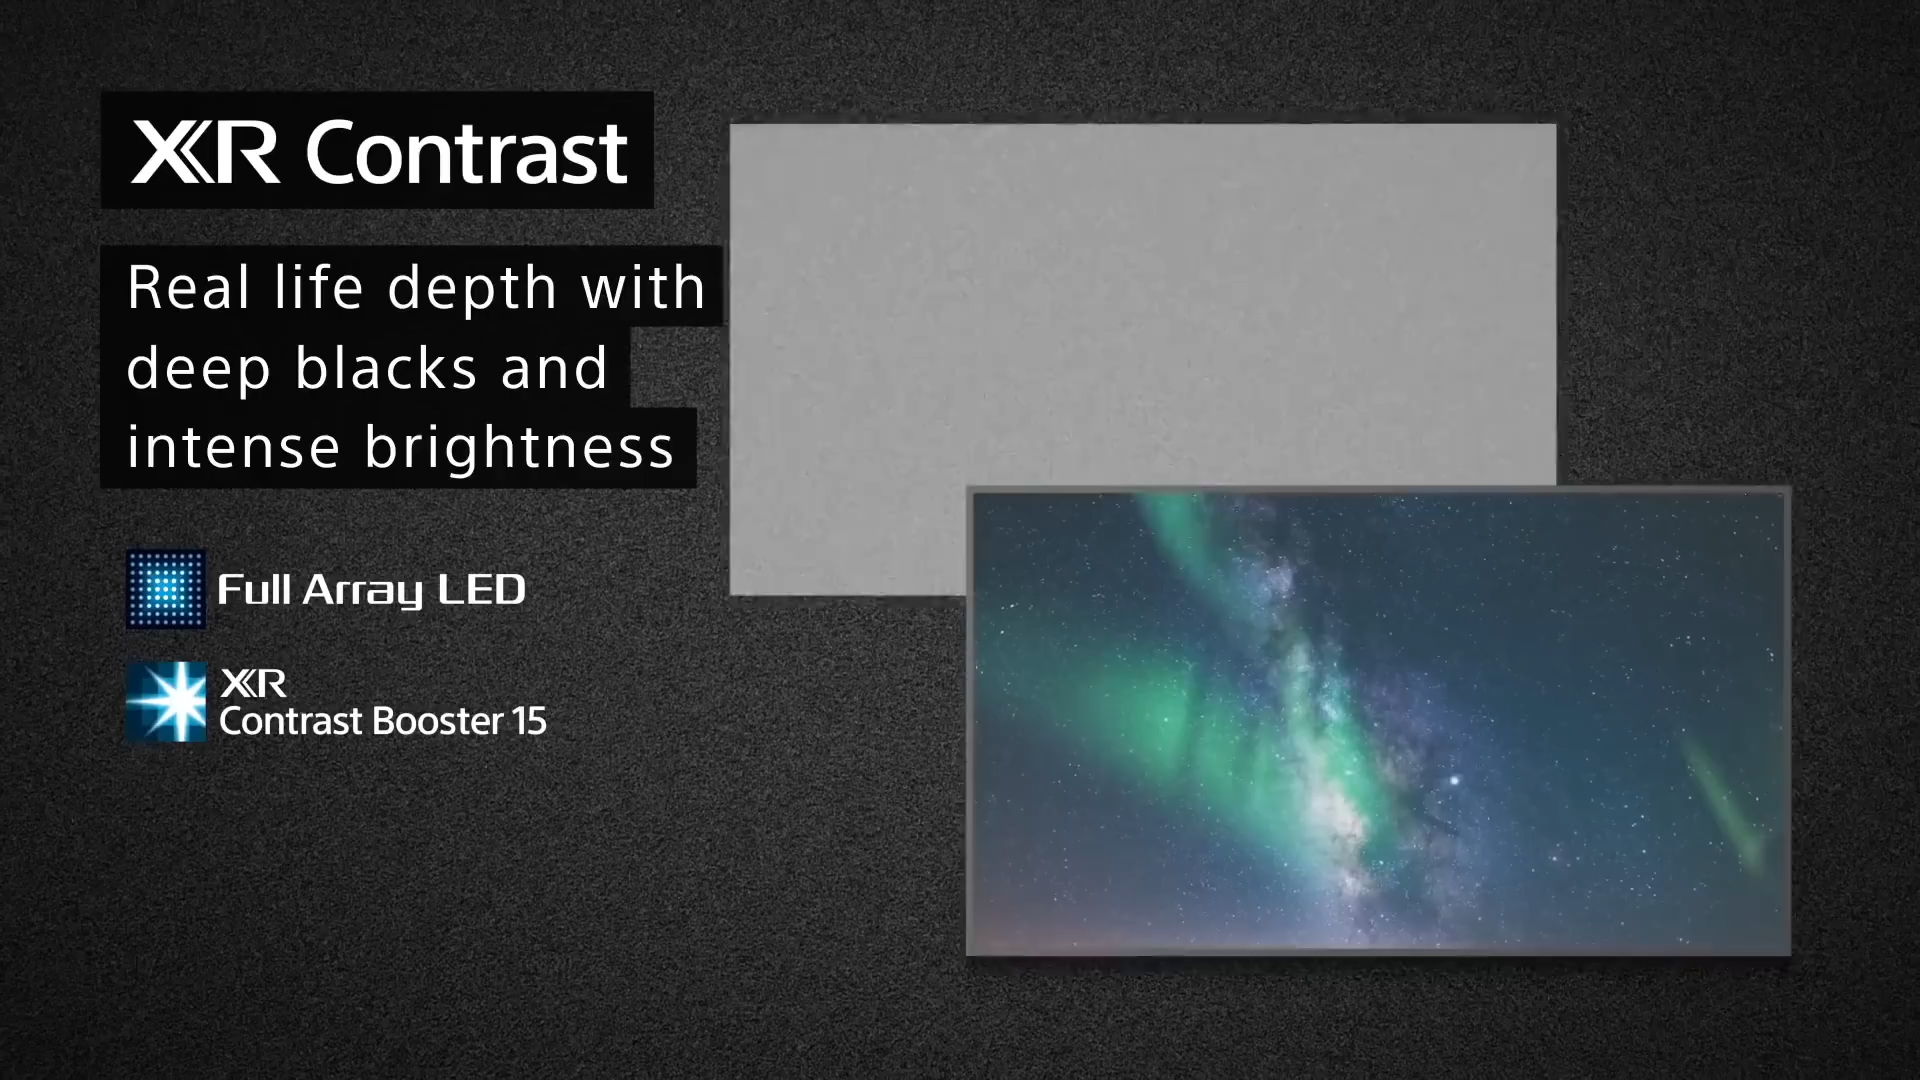 XR Contrast
Real life depth with
deep blacks and
intense brightness
Full Array LED
XR
Contrast Booster 15